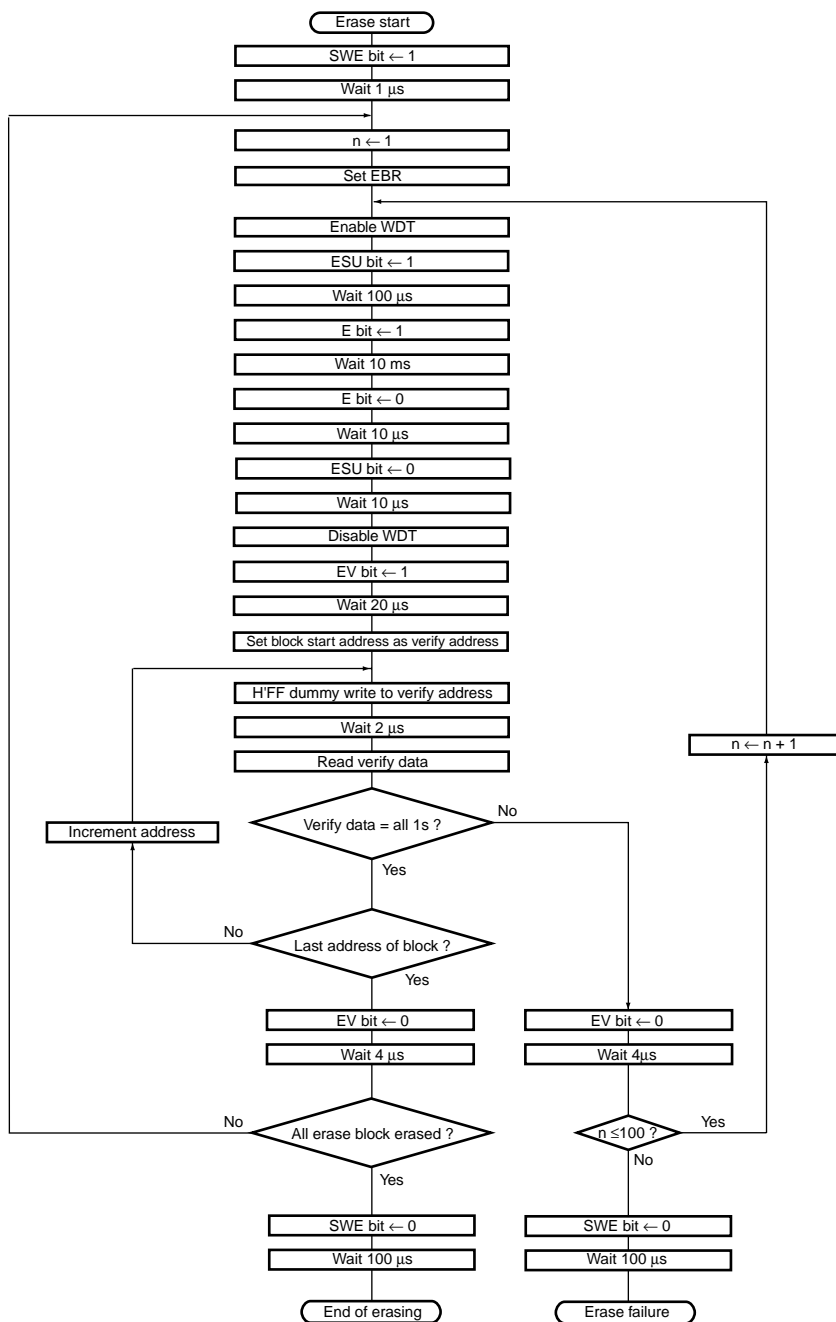 Erase start
SWE bit ← 1
Wait 1 μs
n ← 1
Set EBR
Enable WDT
ESU bit ← 1
Wait 100 μs
E bit ← 1
Wait 10 ms
E bit ← 0
Wait 10 μs
ESU bit ← 0
Wait 10 μs
Disable WDT
EV bit ← 1
Wait 20 μs
Set block start address as verify address
H'FF dummy write to verify address
Wait 2 μs
n ← n + 1
Read verify data
No
Increment address
Verify data = all 1s ?
Yes
No
Last address of block ?
Yes
EV bit ← 0
EV bit ← 0
Wait 4 μs
Wait 4μs
No
All erase block erased ?
n ≤100 ?
Yes
Yes
No
SWE bit ← 0
SWE bit ← 0
Wait 100 μs
Wait 100 μs
End of erasing
Erase failure